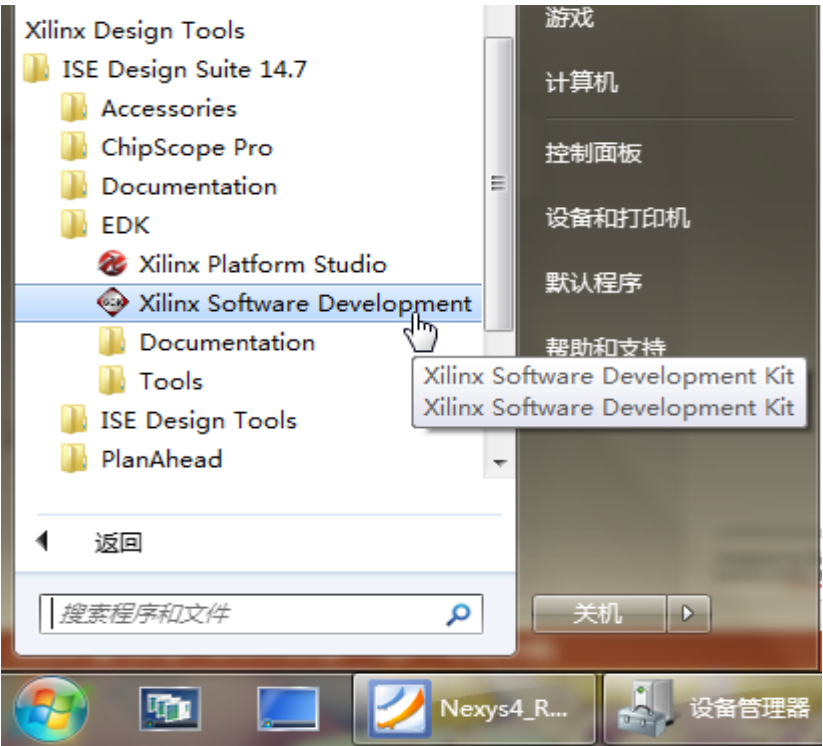 Xilinx Design Tools
ISE Design Suite 14.7
Accessories
ChipScope Pro
Documentation
EDK
Xilinx Platform Studio
Xilinx Software Development
Documentation
Tools
ISE Design Tools
PlanAhead
返回
搜索程序和文件
游戏
计算机
控制面板
设备和打印机
默认程序
帮助和支持
Xilinx Software Development Kit
Xilinx Software Development Kit
关机
Nexys4_R...
设备管理器